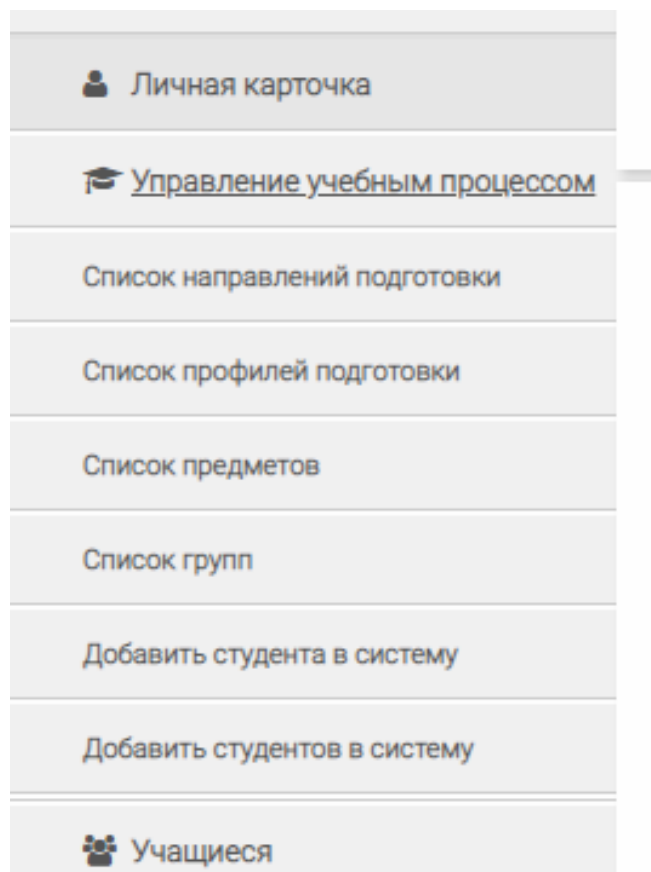 Личная карточка
Управление учебным процессом
Список направлений подготовки
Список профилей подготовки
Список предметов
Список групп
Добавить студента в систему
Добавить студентов в систему
Учащиеся